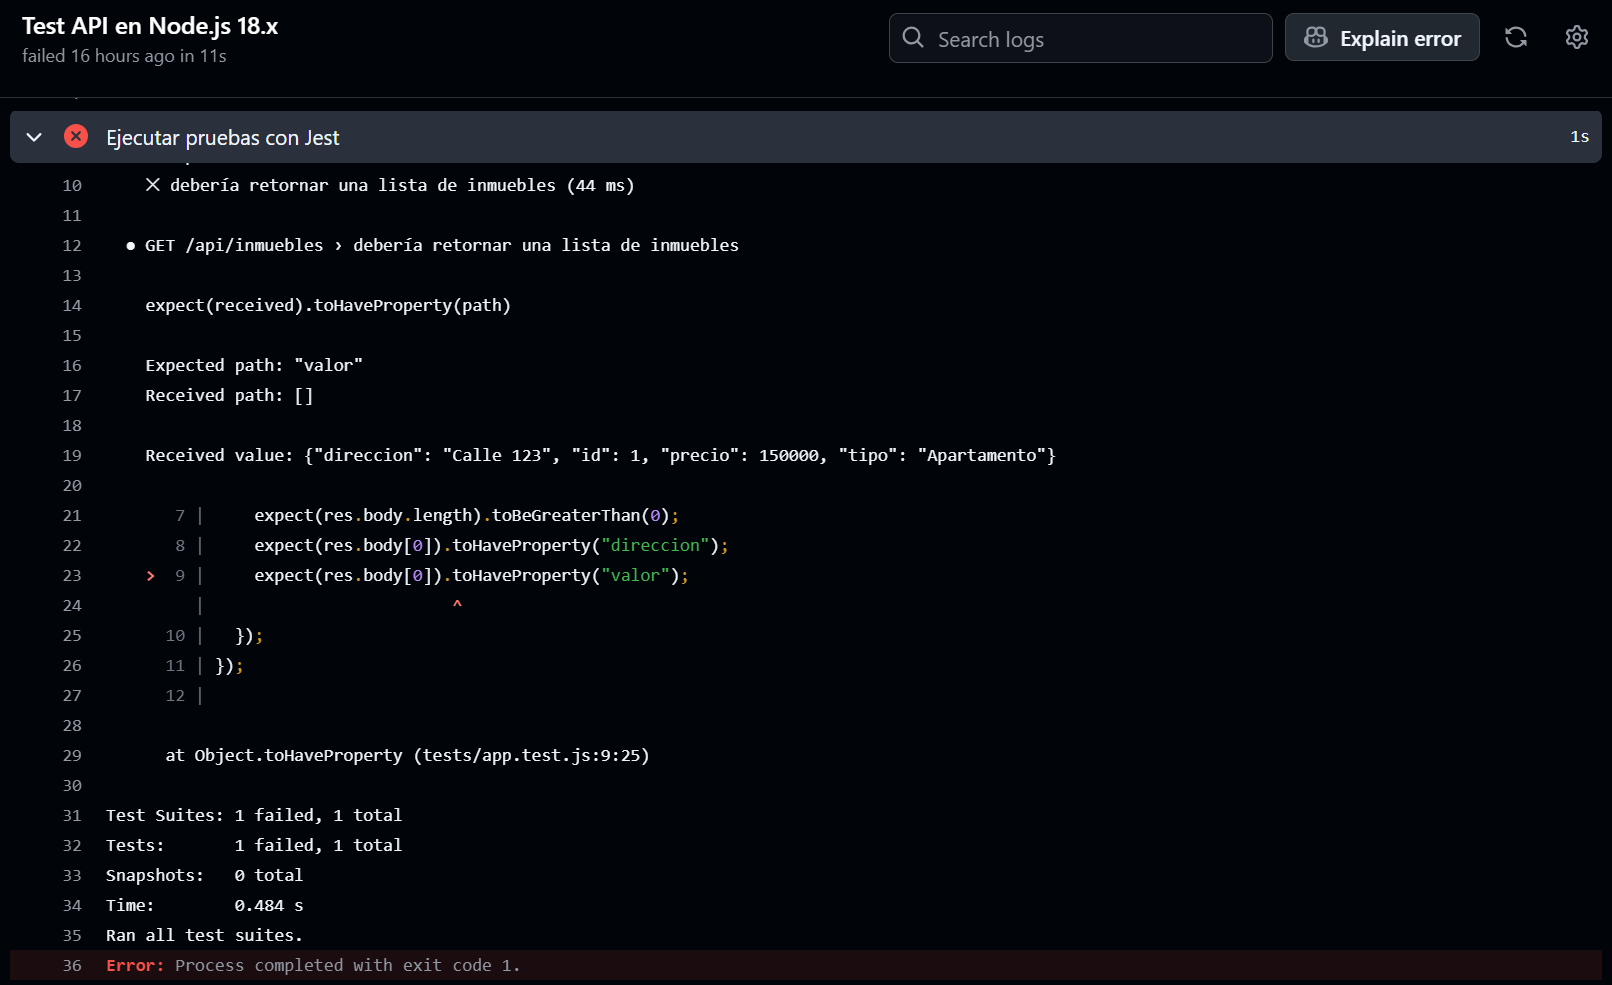 Test API en Node.js 18.x
failed 16 hours ago in 11s
Search logs
Explain error
Ejecutar pruebas con Jest
1s
10 ✕ debería retornar una lista de inmuebles (44 ms)
11
12 ● GET /api/inmuebles › debería retornar una lista de inmuebles
13
14 expect(received).toHaveProperty(path)
15
16 Expected path: "valor"
17 Received path: []
18
19 Received value: {"direccion": "Calle 123", "id": 1, "precio": 150000, "tipo": "Apartamento"}
20
21 7 | expect(res.body.length).toBeGreaterThan(0);
22 8 | expect(res.body[0]).toHaveProperty("direccion");
23 > 9 | expect(res.body[0]).toHaveProperty("valor");
24 | ^
25 10 | });
26 11 | });
27 12 |
28
29 at Object.toHaveProperty (tests/app.test.js:9:25)
30
31 Test Suites: 1 failed, 1 total
32 Tests: 1 failed, 1 total
33 Snapshots: 0 total
34 Time: 0.484 s
35 Ran all test suites.
36 Error: Process completed with exit code 1.